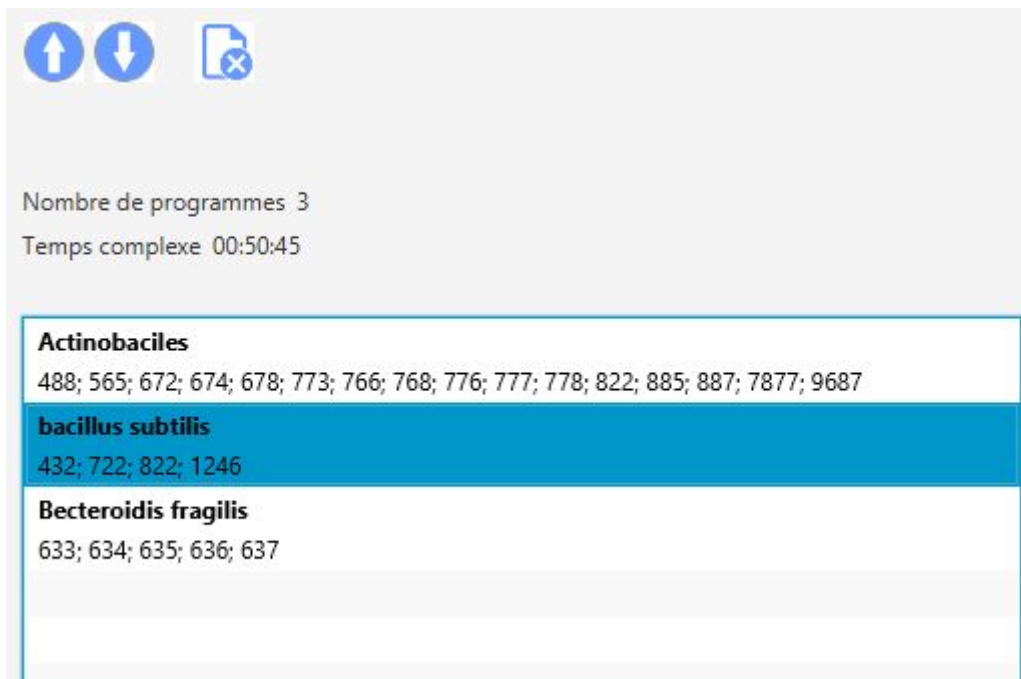 Nombre de programmes 3
Temps complexe 00:50:45
Actinobaciles
488; 565; 672; 674; 678; 773; 766; 768; 776; 777; 778; 822; 885; 887; 7877; 9687
bacillus subtilis
432; 722; 822; 1246
Becteroidis fragilis
633; 634; 635; 636; 637